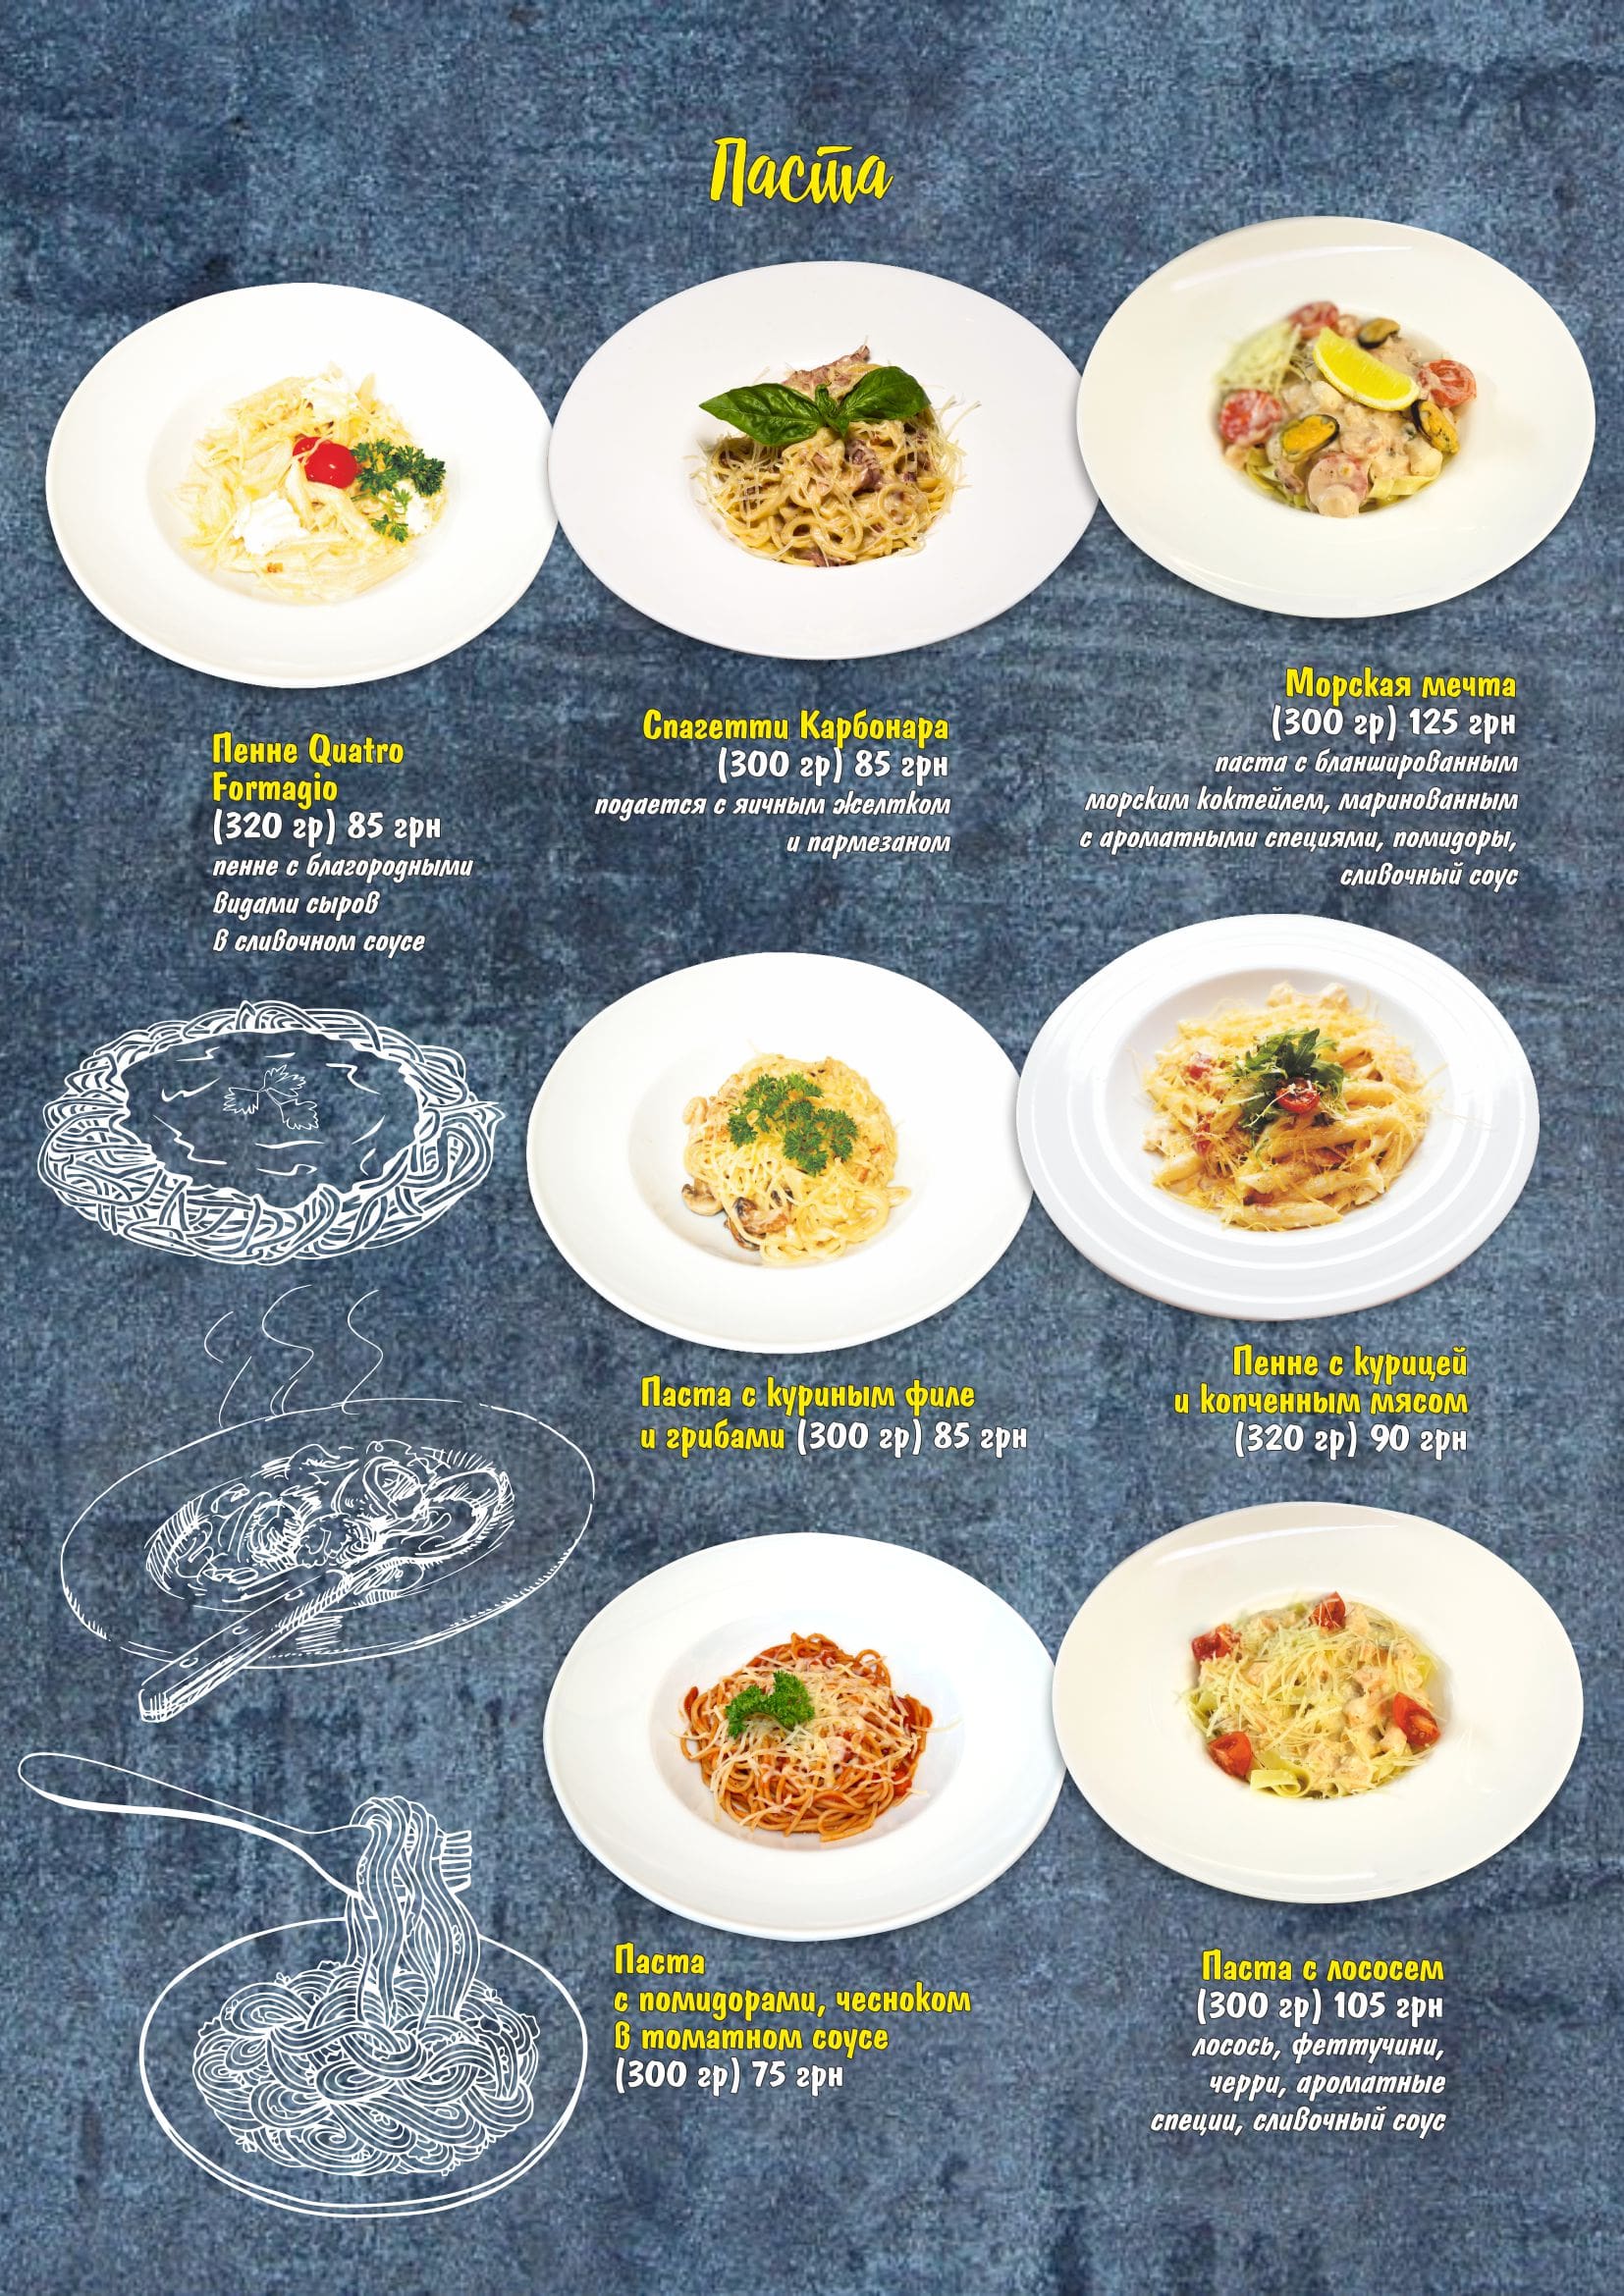 Паста
Пенне Quatro
Formagio
(320 гр) 85 грн
пенне с благородными
видами сыров
в сливочном соусе
Спагетти Карбонара
(300 гр) 85 грн
подается с яичным желтком
и пармезаном
Морская мечта
(300 гр) 125 грн
паста с бланшированным
морским коктейлем, маринованным
с ароматными специями, помидоры,
сливочный соус
Паста с куриным филе
и грибами (300 гр) 85 грн
Пенне с курицей
и копченным мясом
(320 гр) 90 грн
Паста
с помидорами, чесноком
в томатном соусе
(300 гр) 75 грн
Паста с лососем
(300 гр) 105 грн
лосось, феттучини,
черри, ароматные
специи, сливочный соус